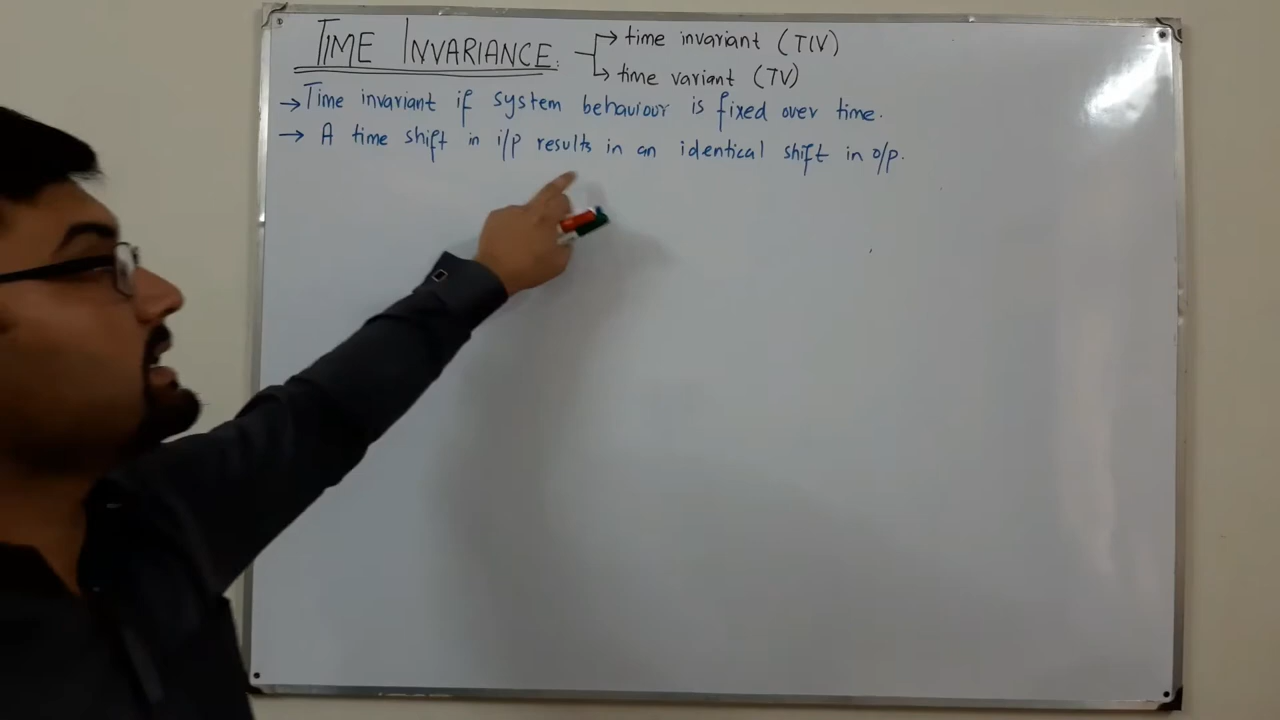 TIME INVARIANCE. → time invariant (TIV)
→ time variant (TV)
→ Time invariant if system behaviour is fixed over time.
→ A time shift in i/p results in an identical shift in o/p.